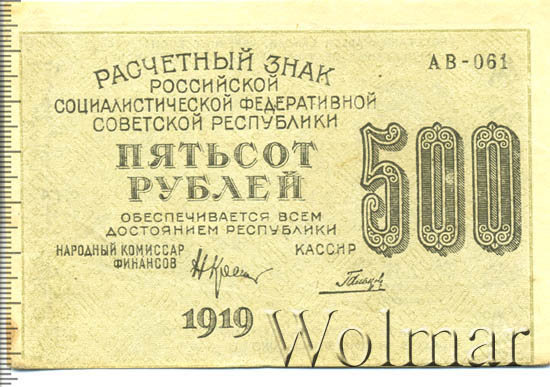 РАСЧЕТНЫЙ ЗНАК
РОССИЙСКОЙ
СОЦИАЛИСТИЧЕСКОЙ ФЕДЕРАТИВНОЙ
СОВЕТСКОЙ РЕСПУБЛИКИ
АВ-061
ПЯТЬСОТ
РУБЛЕЙ
500
ОБЕСПЕЧИВАЕТСЯ ВСЕМ
ДОСТОЯНИЕМ РЕСПУБЛИКИ
НАРОДНЫЙ КОМИССАР
ФИНАНСОВ
КАССИР
1919
Wolmar